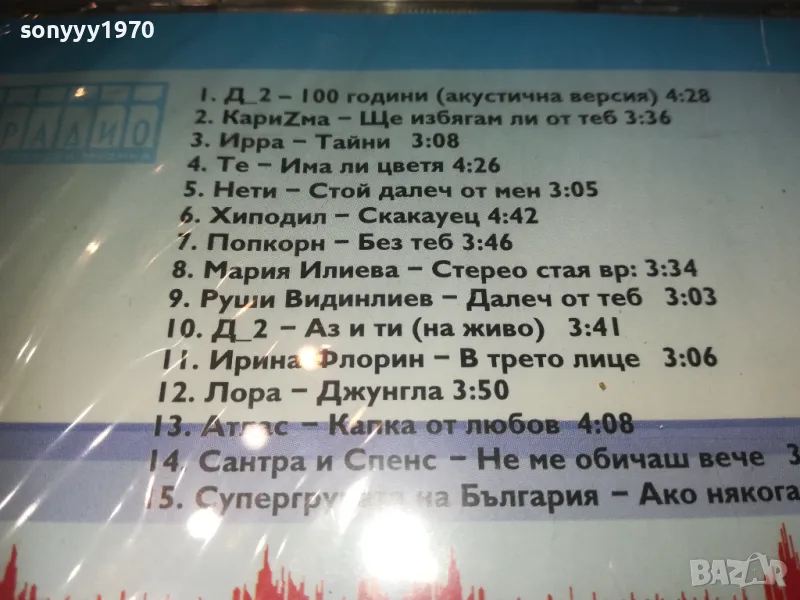 sonyyy1970
РАДИО
1. Д_2 – 100 години (акустична версия) 4:28
2. КариZма – Ще избягам ли от теб 3:36
3. Ирра – Тайни 3:08
4. Те – Има ли цветя 4:26
5. Нети – Стой далеч от мен 3:05
6. Хиподил – Скакауец 4:42
7. Попкорн – Без теб 3:46
8. Мария Илиева – Стерео стая вр: 3:34
9. Руши Видинлиев – Далеч от теб 3:03
10. Д_2 – Аз и ти (на живо) 3:41
11. Ирина Флорин – В трето лице 3:06
12. Лора – Джунгла 3:50
13. Атлас – Капка от любов 4:08
14. Сантра и Спенс – Не ме обичаш вече 3
15. Супергрупата на България – Ако някога
BAZAR